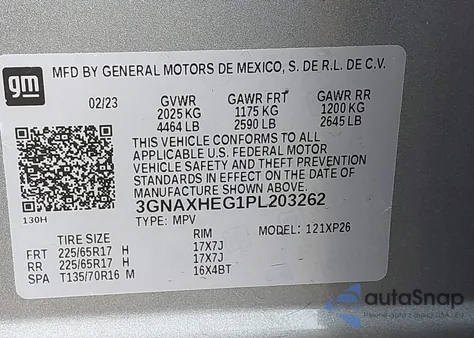 gm
MFD BY GENERAL MOTORS DE MEXICO, S. DE R.L. DE C.V.
02/23 GVWR GAWR FRT GAWR RR
2025 KG 1175 KG 1200 KG
4464 LB 2590 LB 2645 LB
THIS VEHICLE CONFORMS TO ALL
APPLICABLE U.S. FEDERAL MOTOR
VEHICLE SAFETY AND THEFT PREVENTION
STANDARDS IN EFFECT ON THE DATE OF
MANUFACTURE SHOWN ABOVE.
130H
3GNAXHEG1PL203262
TYPE: MPV MODEL: 121XP26
TIRE SIZE RIM
FRT 225/65R17 H 17X7J
RR 225/65R17 H 17X7J
SPA T135/70R16 M 16X4BT
autoSnap